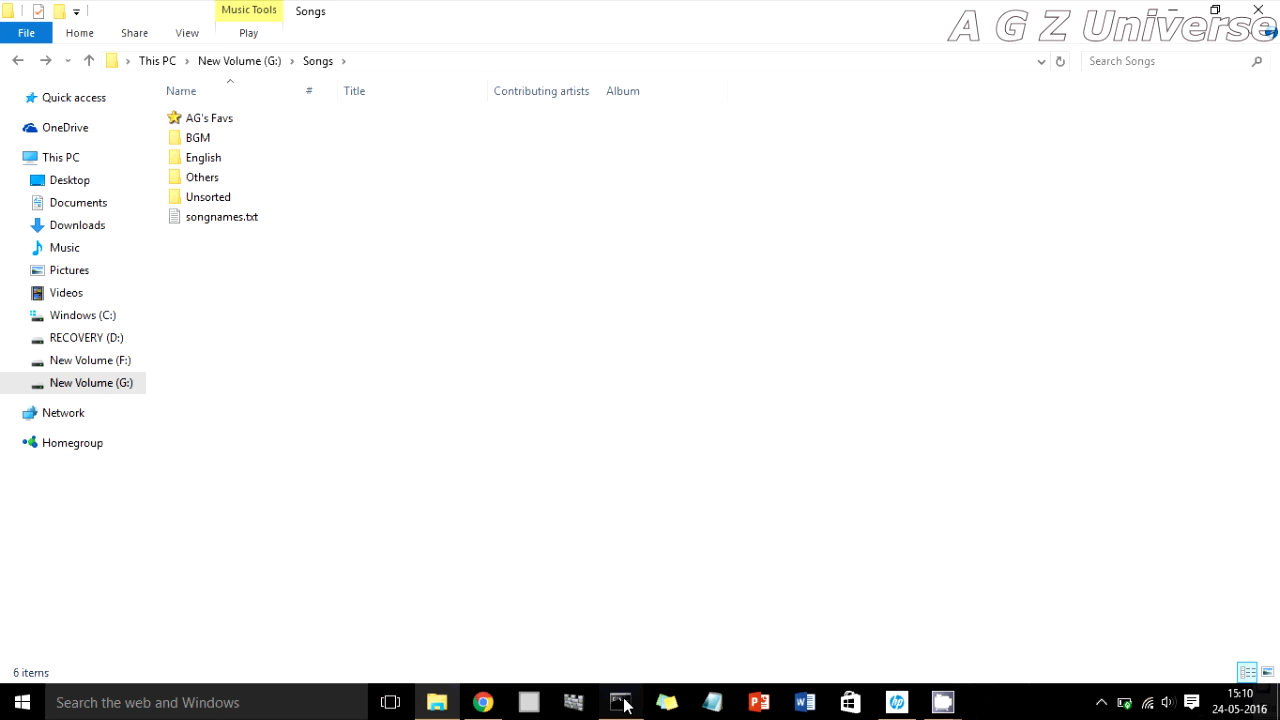 Music Tools
Songs
A G Z Universe
File
Home
Share
View
Play
This PC
New Volume (G:)
Songs
Search Songs
Name
#
Title
Contributing artists
Album
Quick access
OneDrive
This PC
Desktop
Documents
Downloads
Music
Pictures
Videos
Windows (C:)
RECOVERY (D:)
New Volume (F:)
New Volume (G:)
Network
Homegroup
AG's Favs
BGM
English
Others
Unsorted
songnames.txt
6 items
Search the web and Windows
15:10
24-05-2016